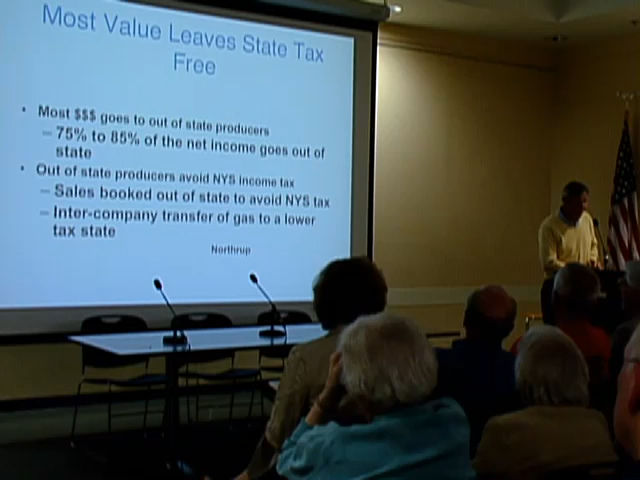 Most Value Leaves State Tax
Free
• Most $$$ goes to out of state producers
– 75% to 85% of the net income goes out of
state
• Out of state producers avoid NYS income tax
– Sales booked out of state to avoid NYS tax
– Inter-company transfer of gas to a lower
tax state
Northrup